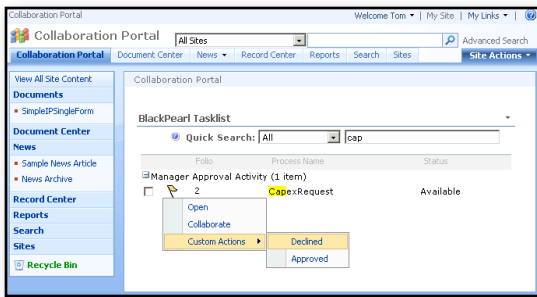 Collaboration Portal
Welcome Tom | My Site | My Links | 
Collaboration Portal
All Sites
Advanced Search
Collaboration Portal Document Center News Record Center Reports Search Sites Site Actions
View All Site Content
Documents
SimpleIPSingleForm
Document Center
News
Sample News Article
News Archive
Record Center
Reports
Search
Sites
Recycle Bin
Collaboration Portal
BlackPearl Tasklist
Quick Search: All cap
Folio Process Name Status
Manager Approval Activity (1 item)
2 CapexRequest Available
Open
Collaborate
Custom Actions
Declined
Approved